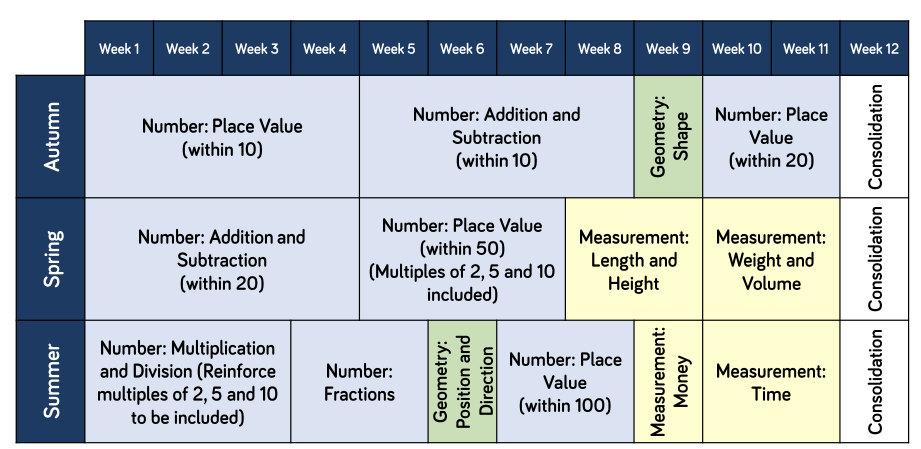 Week 1 Week 2 Week 3 Week 4 Week 5 Week 6 Week 7 Week 8 Week 9 Week 10 Week 11 Week 12
Autumn
Number: Place Value
(within 10)
Number: Addition and
Subtraction
(within 10)
Geometry:
Shape
Number: Place
Value
(within 20)
Consolidation
Spring
Number: Addition and
Subtraction
(within 20)
Number: Place Value
(within 50)
(Multiples of 2, 5 and 10
included)
Measurement:
Length and
Height
Measurement:
Weight and
Volume
Consolidation
Summer
Number: Multiplication
and Division (Reinforce
multiples of 2, 5 and 10
to be included)
Number:
Fractions
Geometry:
Position and
Direction
Number: Place
Value
(within 100)
Measurement:
Money
Measurement:
Time
Consolidation